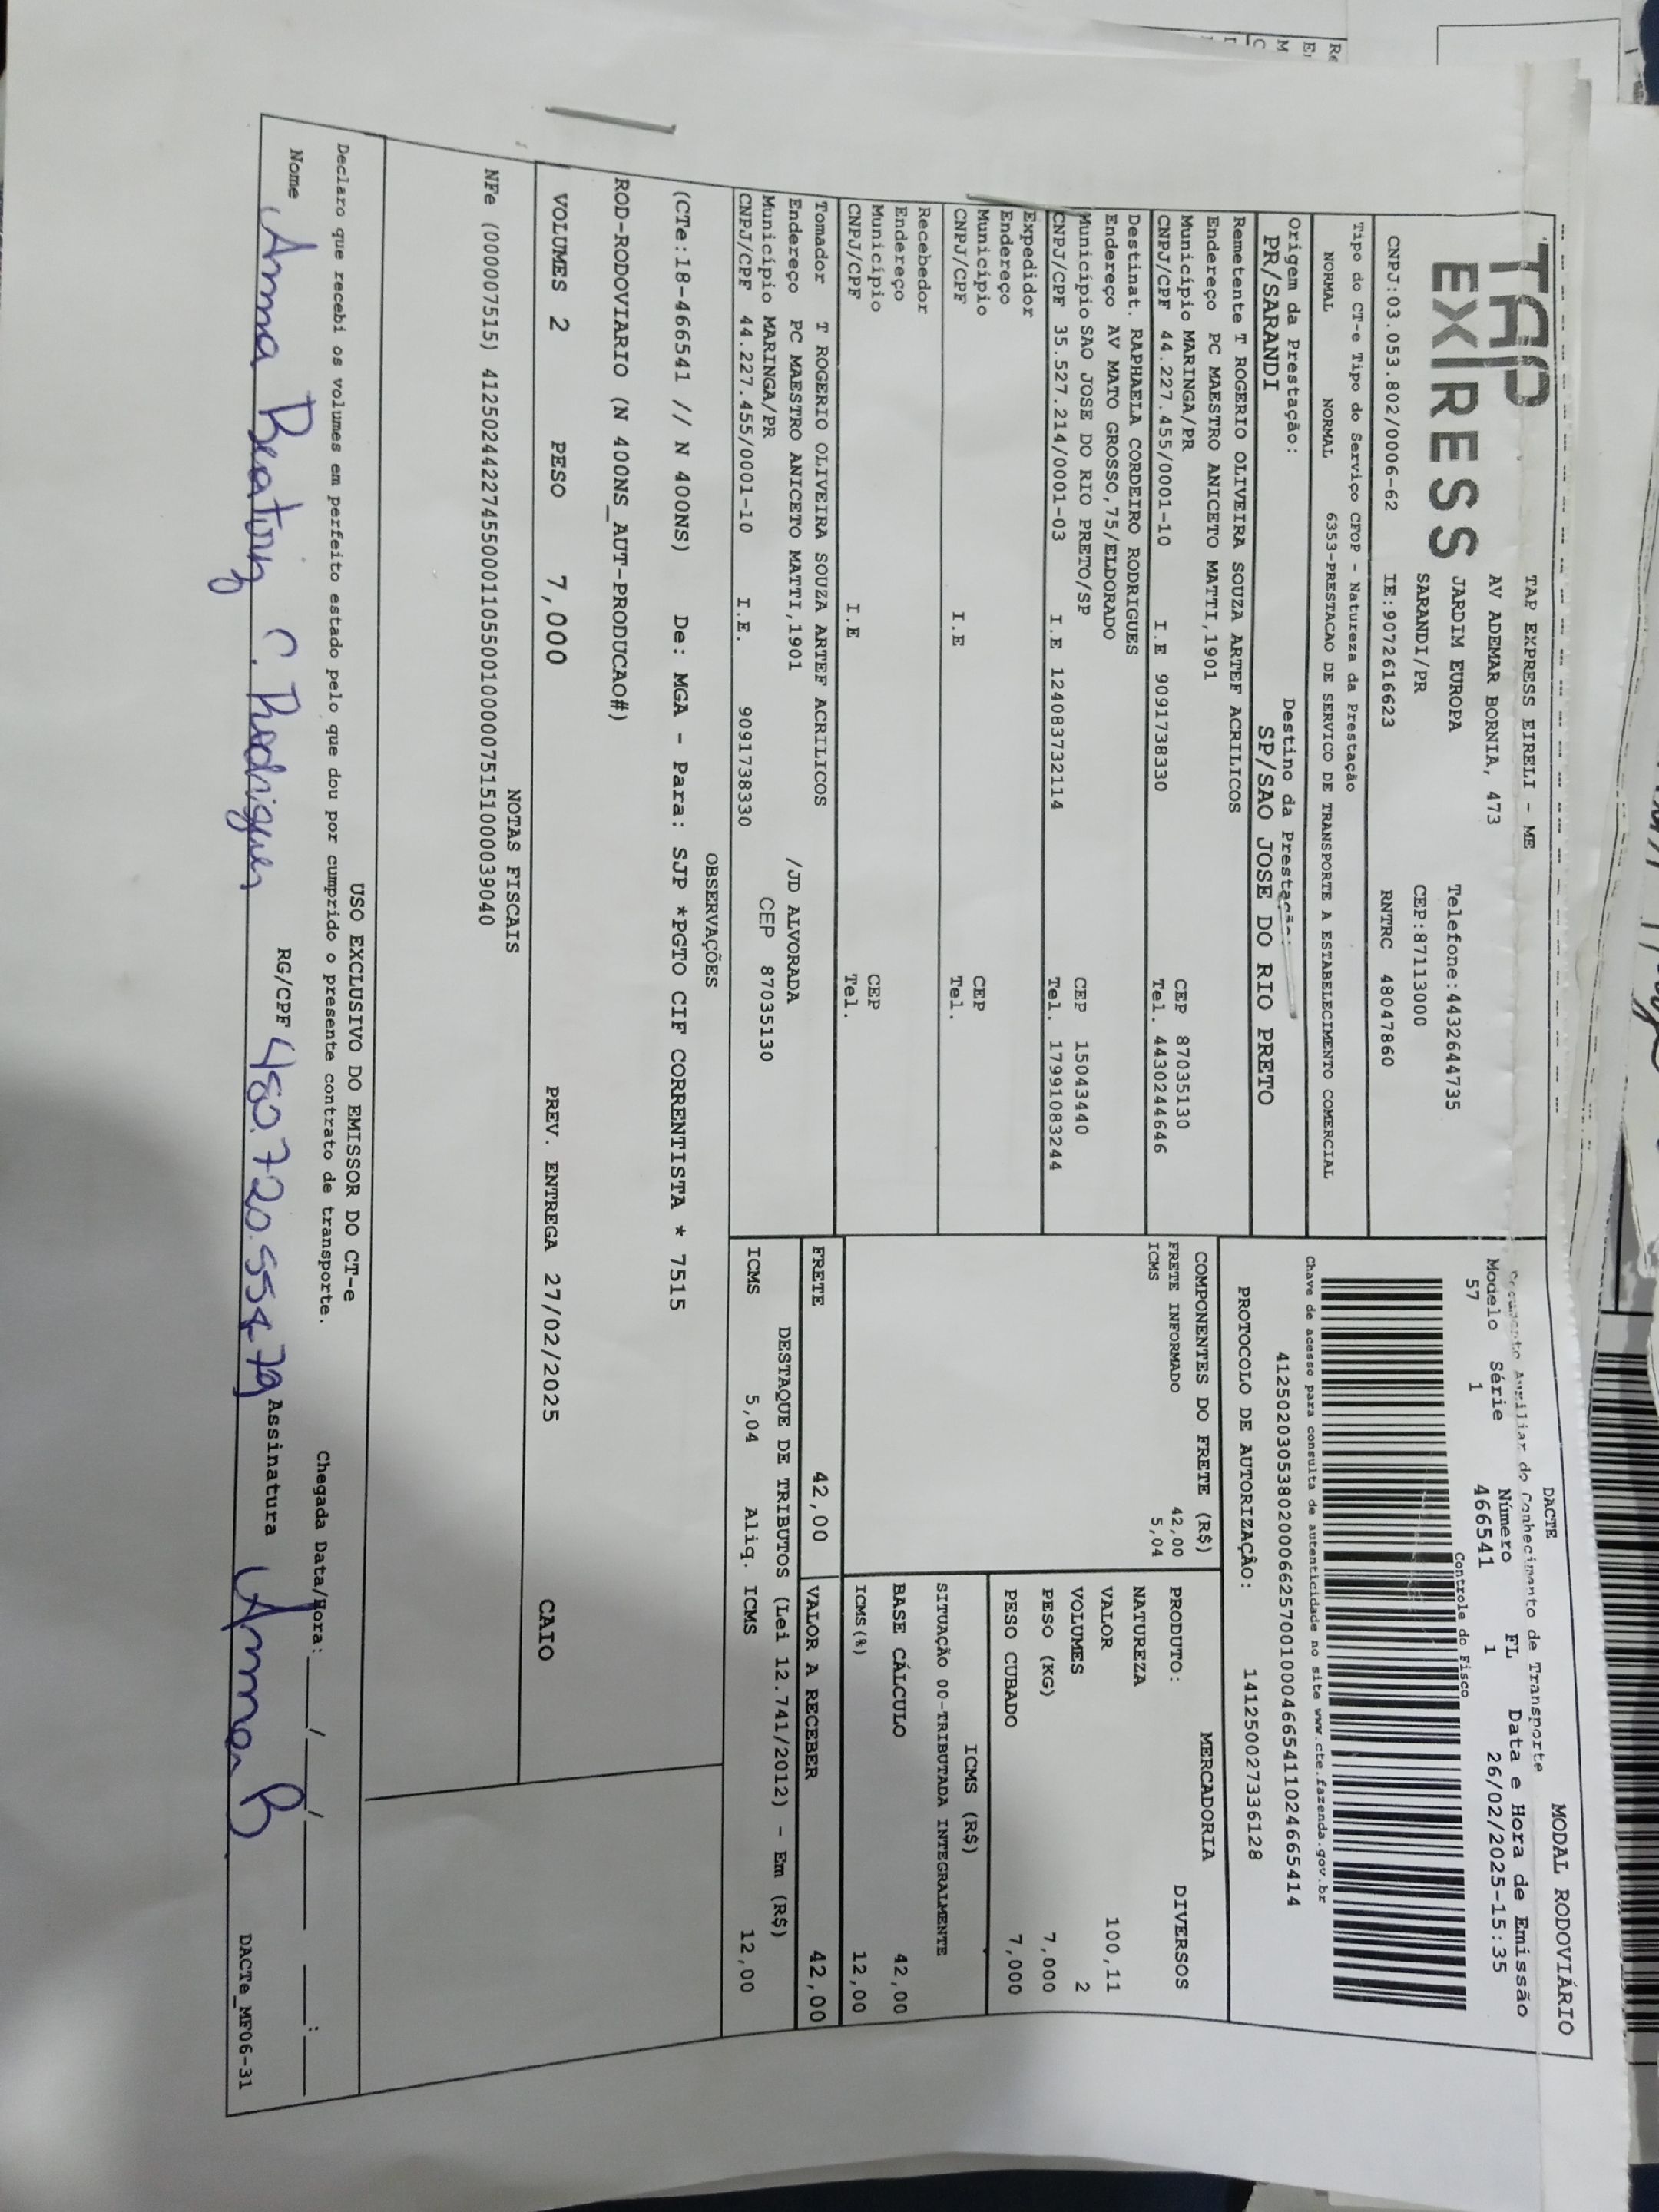 TAP
EXPRESS
TAP EXPRESS EIRELI - ME
AV ADEMAR BORNIA, 473
JARDIM EUROPA Telefone:4432644735
SARANDI/PR CEP:87113000
CNPJ:03.053.802/0006-62 IE:9072616623 RNTRC 48047860
DACTE MODAL RODOVIÁRIO
Documento Auxiliar do Conhecimento de Transporte
Modelo Série Número FL Data e Hora de Emissão
57 1 466541 1 26/02/2025-15:35
Controle do Fisco
Chave de acesso para consulta de autenticidade no site www.cte.fazenda.gov.br
41250203053802000662570010004665411024665414
PROTOCOLO DE AUTORIZAÇÃO: 141250027336128
Tipo do CT-e Tipo do Serviço CFOP - Natureza da Prestação
NORMAL NORMAL 6353-PRESTACAO DE SERVICO DE TRANSPORTE A ESTABELECIMENTO COMERCIAL
Origem da Prestação: Destino da Prestação:
PR/SARANDI SP/SAO JOSE DO RIO PRETO
Remetente T ROGERIO OLIVEIRA SOUZA ARTEF ACRILICOS
Endereço PC MAESTRO ANICETO MATTI,1901
Município MARINGA/PR CEP 87035130
CNPJ/CPF 44.227.455/0001-10 I.E 9091738330 Tel. 4430244646
Destinat. RAPHAELA CORDEIRO RODRIGUES
Endereço AV MATO GROSSO,75/ELDORADO
Município SAO JOSE DO RIO PRETO/SP CEP 15043440
CNPJ/CPF 35.527.214/0001-03 I.E 124083732114 Tel. 17991083244
Expedidor
Endereço
Município CEP
CNPJ/CPF I.E Tel.
Recebedor
Endereço
Município CEP
CNPJ/CPF I.E Tel.
Tomador T ROGERIO OLIVEIRA SOUZA ARTEF ACRILICOS
Endereço PC MAESTRO ANICETO MATTI,1901 /JD ALVORADA
Município MARINGA/PR CEP 87035130
CNPJ/CPF 44.227.455/0001-10 I.E. 9091738330
COMPONENTES DO FRETE (R$)
FRETE INFORMADO 42,00
ICMS 5,04
MERCADORIA
PRODUTO: DIVERSOS
NATUREZA
VALOR 100,11
VOLUMES 2
PESO (KG) 7,000
PESO CUBADO 7,000
ICMS (R$)
SITUAÇÃO 00-TRIBUTADA INTEGRALMENTE
BASE CÁLCULO 42,00
ICMS(%) 12,00
FRETE 42,00 VALOR A RECEBER 42,00
DESTAQUE DE TRIBUTOS (Lei 12.741/2012) - Em (R$)
ICMS 5,04 Aliq. ICMS 12,00
OBSERVAÇÕES
(CTe:18-466541 // N 400NS) De: MGA - Para: SJP *PGTO CIF CORRENTISTA * 7515
ROD-RODOVIARIO (N 400NS_AUT-PRODUCAO#)
VOLUMES 2 PESO 7,000 PREV. ENTREGA 27/02/2025 CAIO
NOTAS FISCAIS
NFe (000007515) 41250244227455000110550010000075151000039040
USO EXCLUSIVO DO EMISSOR DO CT-e
Declaro que recebi os volumes em perfeito estado pelo que dou por cumprido o presente contrato de transporte. Chegada Data/Hora: ____/____/____ __:__
Nome Anna Beatriz C. Rodrigues RG/CPF 480.720.554 79 Assinatura Anna B
DACTe_MF06-31